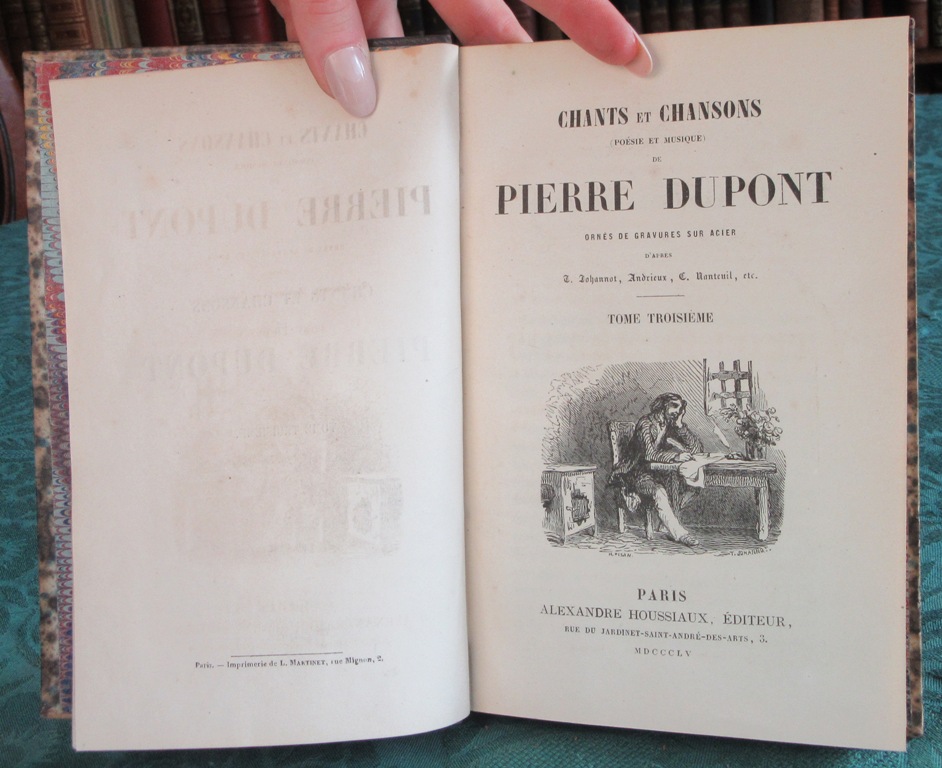 Paris. — Imprimerie de L. MARTINET, rue Mignon, 2.
CHANTS ET CHANSONS
(POÉSIE ET MUSIQUE)
DE
PIERRE DUPONT
ORNÉS DE GRAVURES SUR ACIER
D'APRÈS
T. Johannot, Andrieux, C. Nanteuil, etc.
TOME TROISIÈME
H. PISAN.
T. JOHANNOT
PARIS
ALEXANDRE HOUSSIAUX, ÉDITEUR,
RUE DU JARDINET-SAINT-ANDRÉ-DES-ARTS, 3.
MDCCCLV